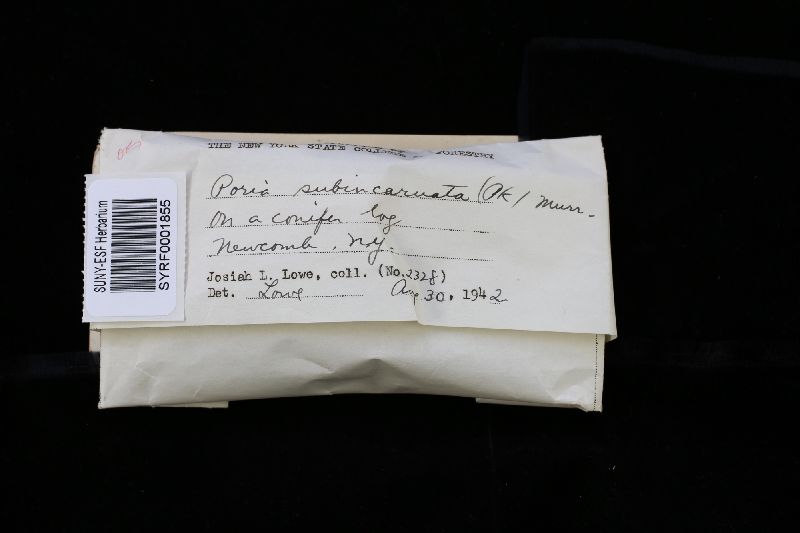 THE NEW YORK STATE COLLEGE OF FORESTRY
Poria subincarnata (PK) Murr.
on a conifer log
Newcomb, N.Y.
Josiah L. Lowe, coll. (No. 2328)
Det. Lowe Aug 30, 1942
SUNY-ESF Herbarium
SYRF0001855